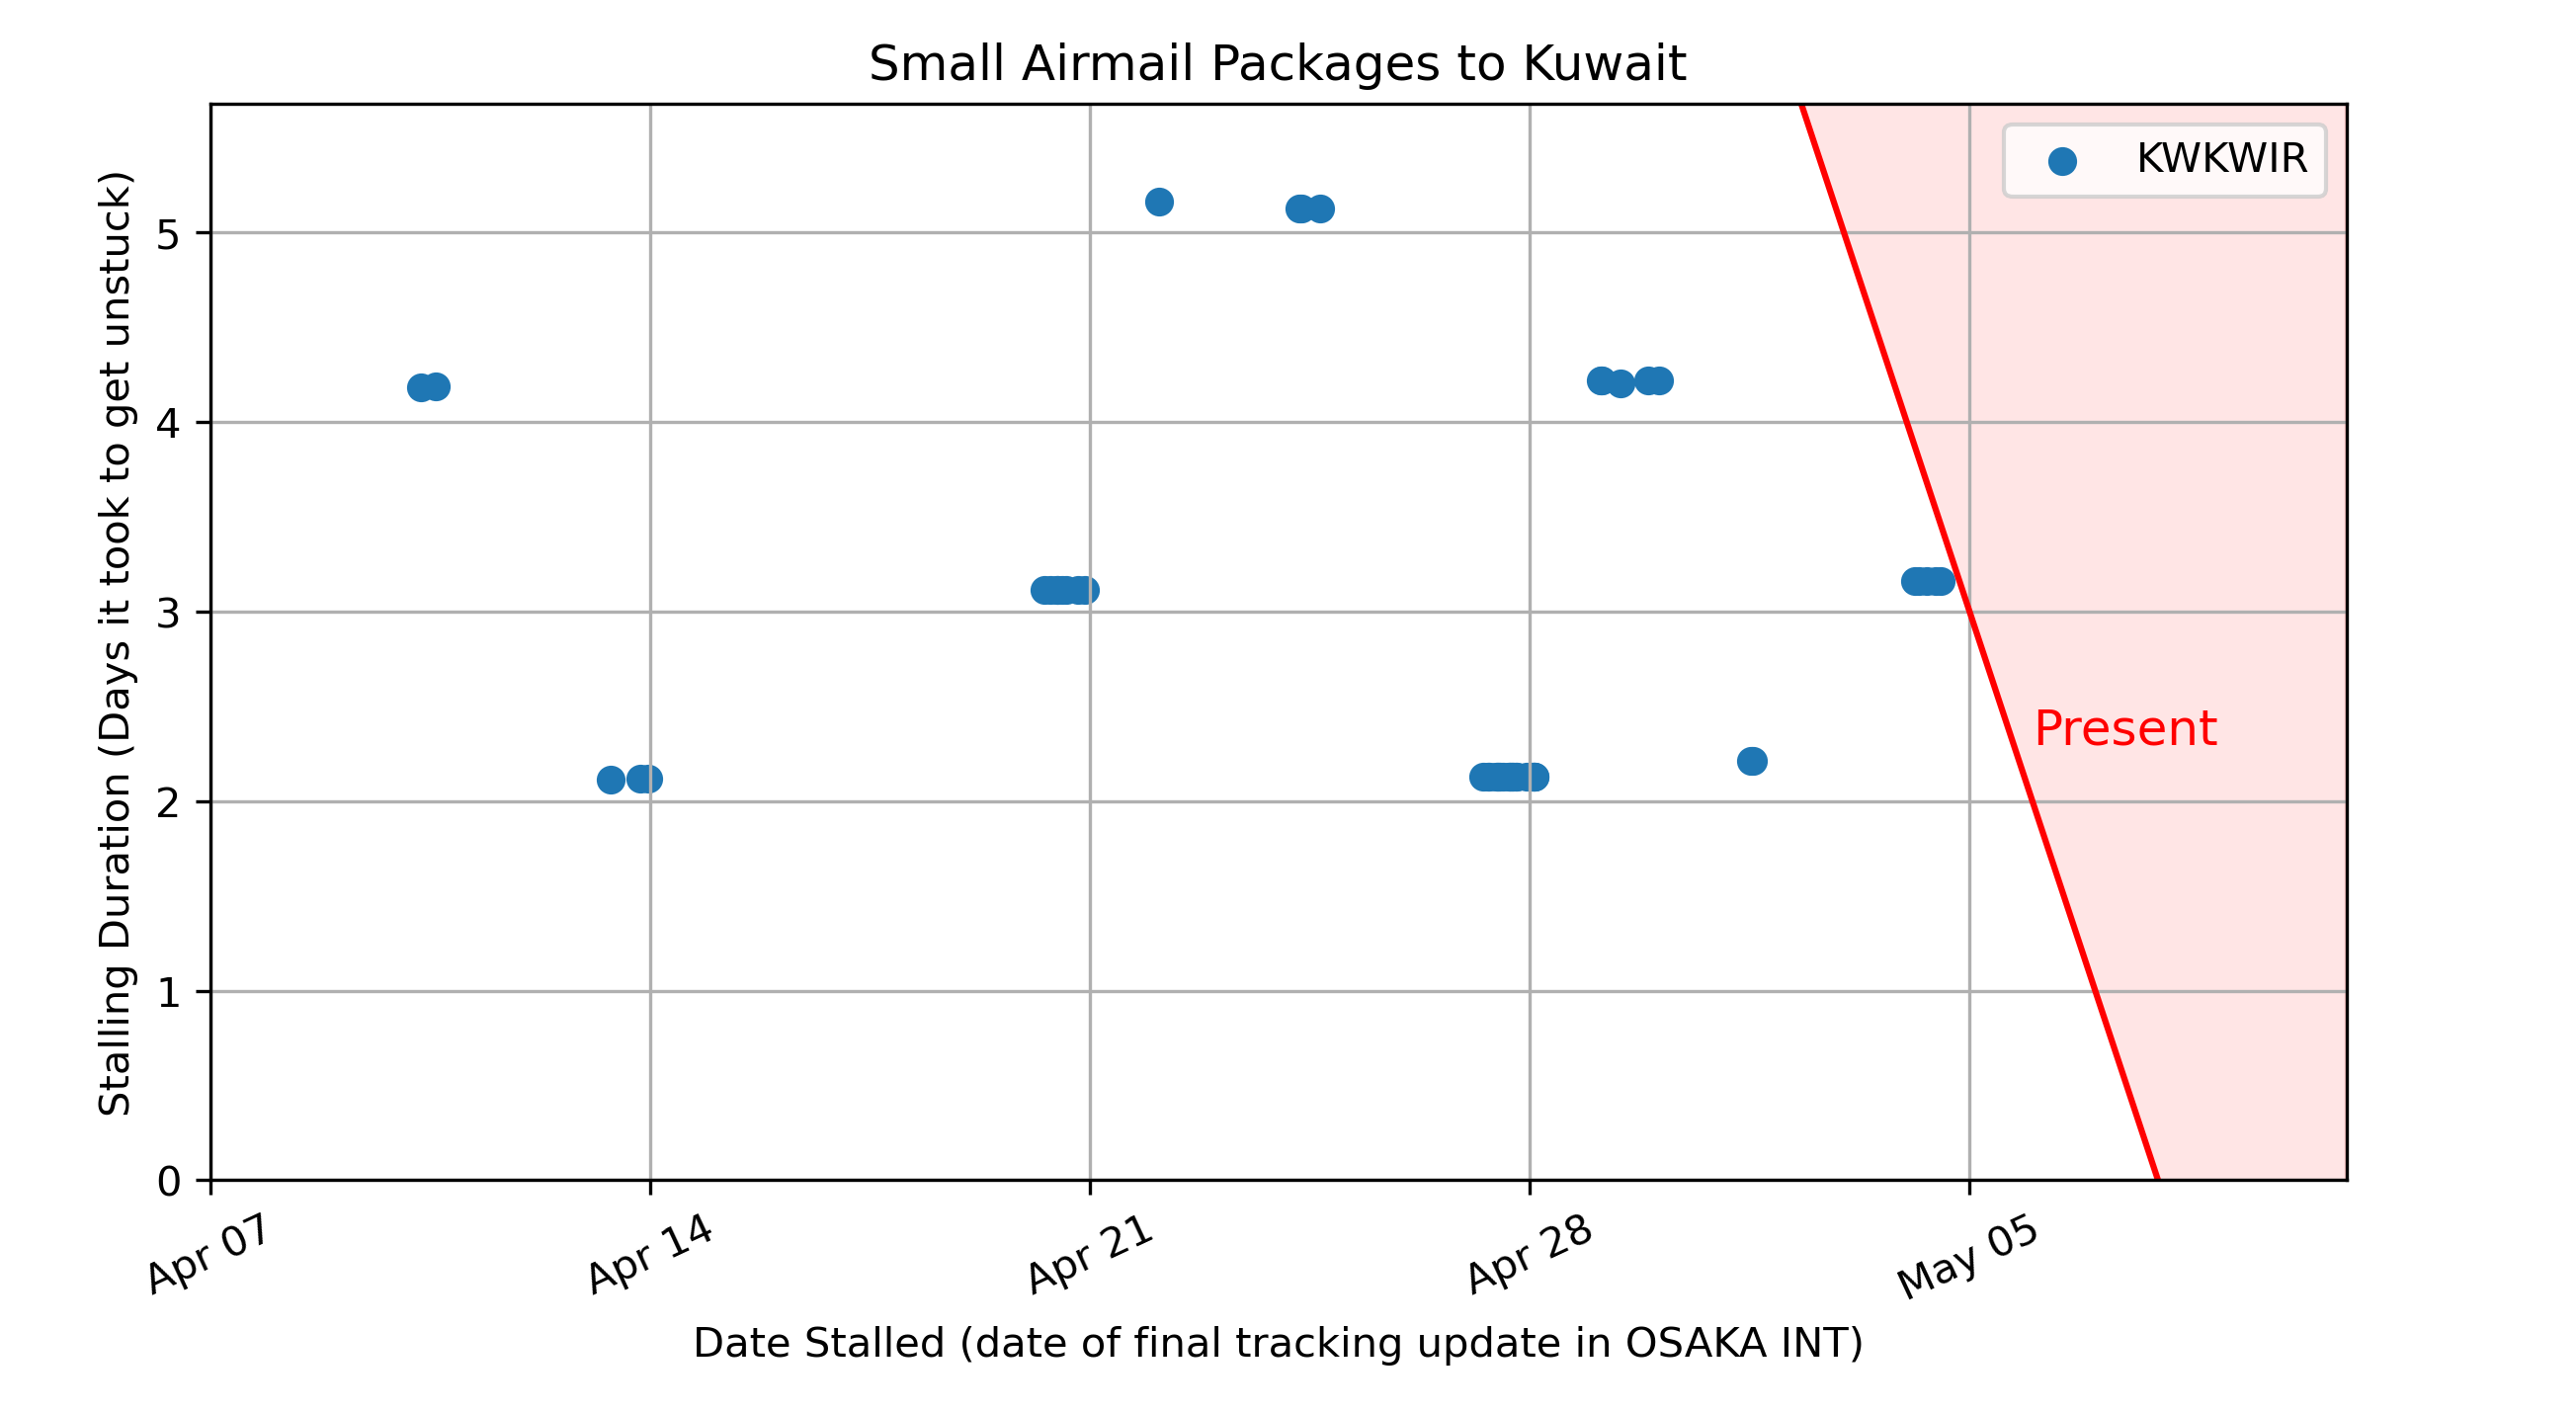 Small Airmail Packages to Kuwait
KWKWIR
Stalling Duration (Days it took to get unstuck)
5
4
3
2
1
0
Present
Apr 07
Apr 14
Apr 21
Apr 28
May 05
Date Stalled (date of final tracking update in OSAKA INT)